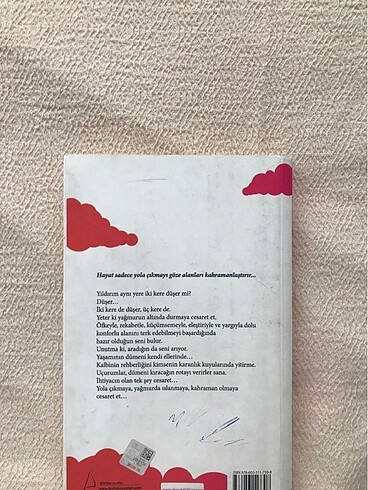 Hayat sadece yola çıkmayı göze alanları kahramanlaştırır...
Yıldırım aynı yere iki kere düşer mi?
Düşer...
İki kere de düşer, üç kere de.
Yeter ki yağmurun altında durmaya cesaret et.
Öfkeyle, rekabetle, küçümsemeyle, eleştiriyle ve yargıyla dolu
konforlu alanını terk edebilmeyi başardığında
hazır olduğun seni bulur.
Unutma ki, aradığın da seni arıyor.
Yaşamının dümeni kendi ellerinde...
Kalbinin rehberliğini kimsenin karanlık kuyularında yitirme.
Uçurumlar, dümeni kıracağın rotayı verirler sana.
İhtiyacın olan tek şey cesaret...
Yola çıkmaya, yağmurda ıslanmaya, kahraman olmaya
cesaret et...